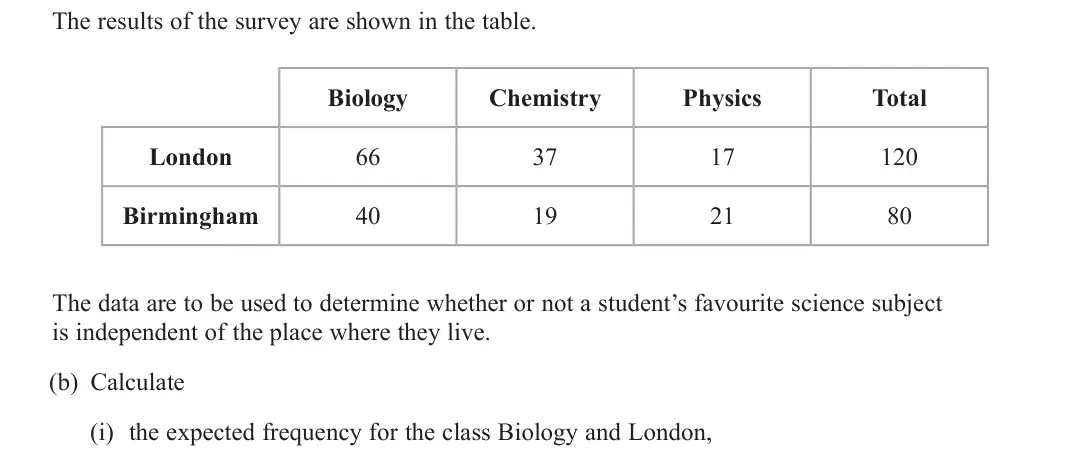 The results of the survey are shown in the table.
Biology Chemistry Physics Total
London 66 37 17 120
Birmingham 40 19 21 80
The data are to be used to determine whether or not a student’s favourite science subject
is independent of the place where they live.
(b) Calculate
(i) the expected frequency for the class Biology and London,